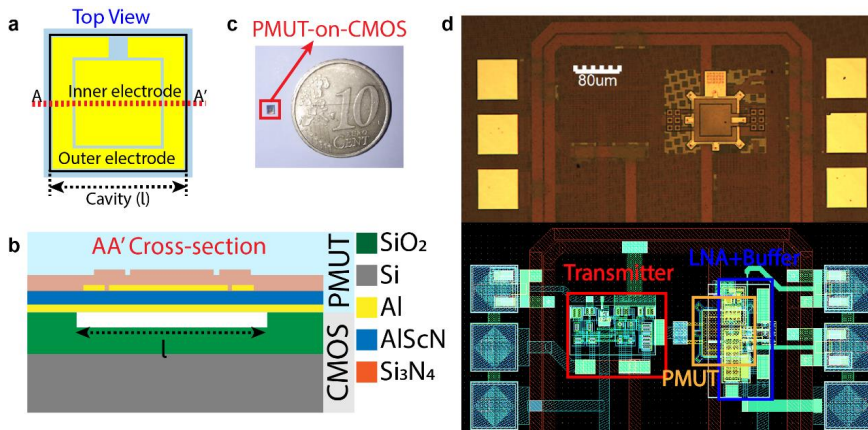 a
Top View
A
Inner electrode
A'
Outer electrode
Cavity (l)
b
AA' Cross-section
l
PMUT
CMOS
SiO₂
Si
Al
AlScN
Si₃N₄
c
PMUT-on-CMOS
10
CENT
d
80um
Transmitter
LNA+Buffer
PMUT